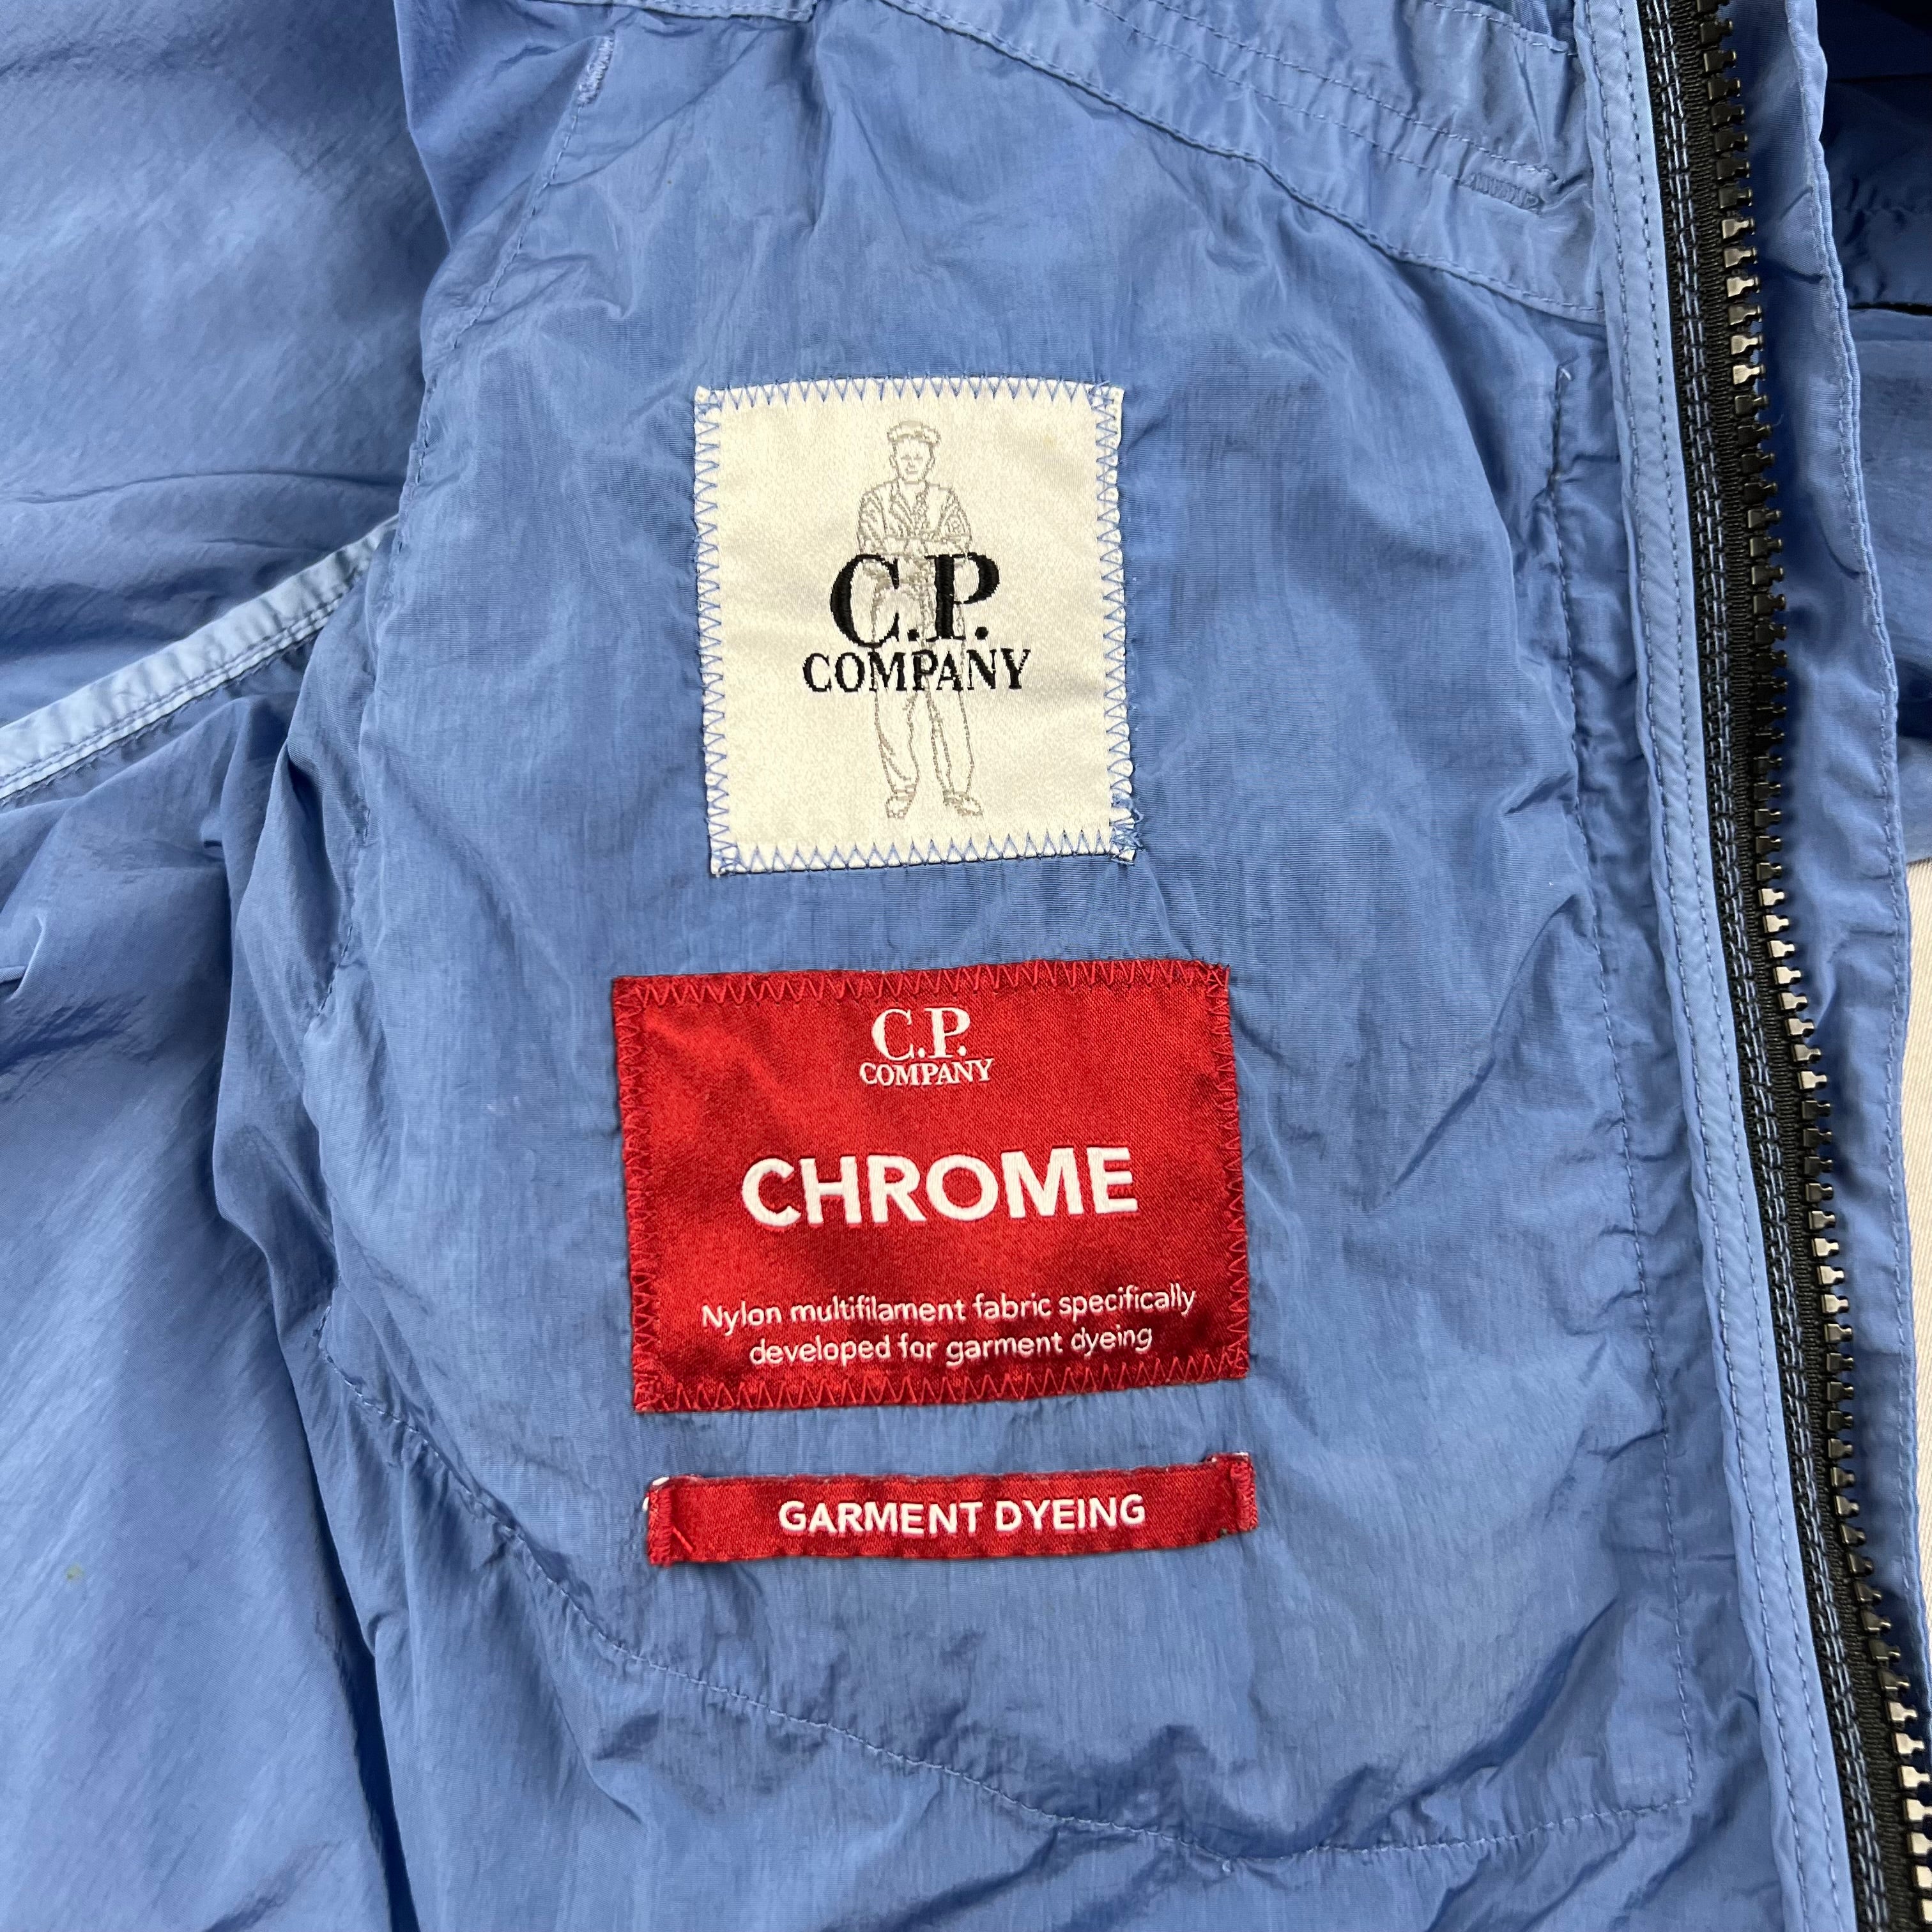 C.P.
COMPANY
C.P.
COMPANY
CHROME
Nylon multifilament fabric specifically
developed for garment dyeing
GARMENT DYEING